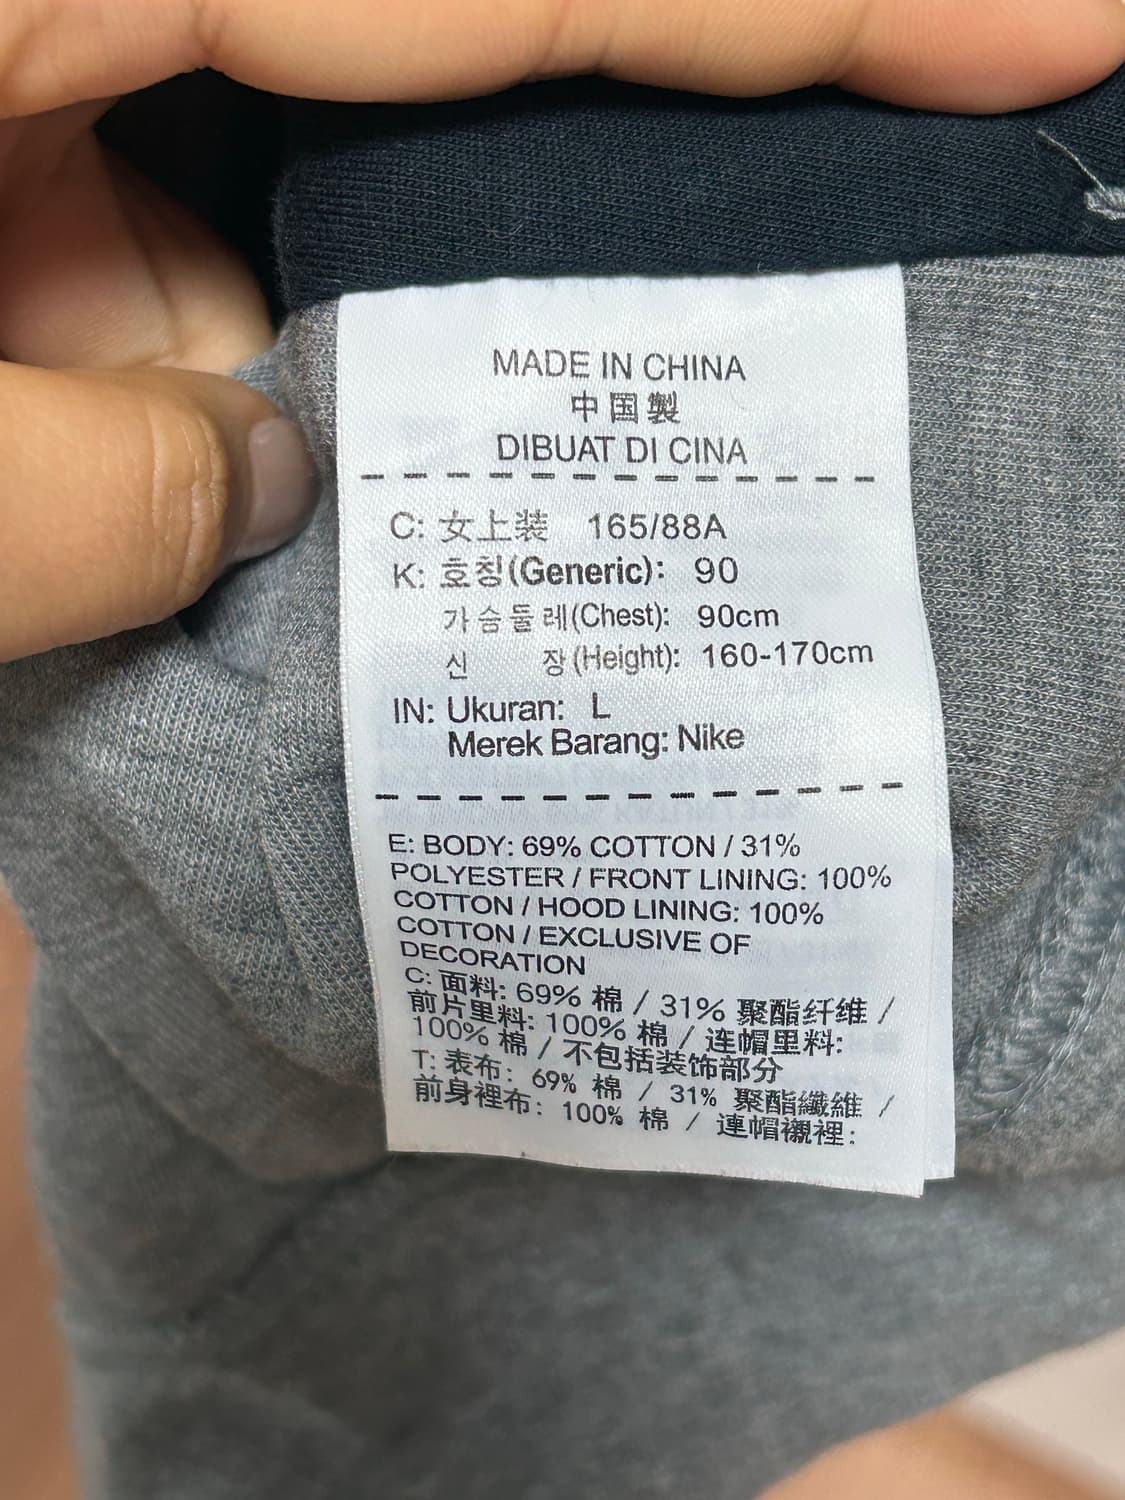 MADE IN CHINA
中国製
DIBUAT DI CINA
C: 女上装 165/88A
K: 호칭(Generic): 90
가슴둘레(Chest): 90cm
신 장(Height): 160-170cm
IN: Ukuran: L
Merek Barang: Nike
E: BODY: 69% COTTON / 31%
POLYESTER / FRONT LINING: 100%
COTTON / HOOD LINING: 100%
COTTON / EXCLUSIVE OF
DECORATION
C: 面料: 69% 棉 / 31% 聚酯纤维 /
前片里料: 100% 棉 / 连帽里料:
100% 棉 / 不包括装饰部分
T: 表布: 69% 棉 / 31% 聚酯纖維 /
前身裡布: 100% 棉 / 連帽襯裡: